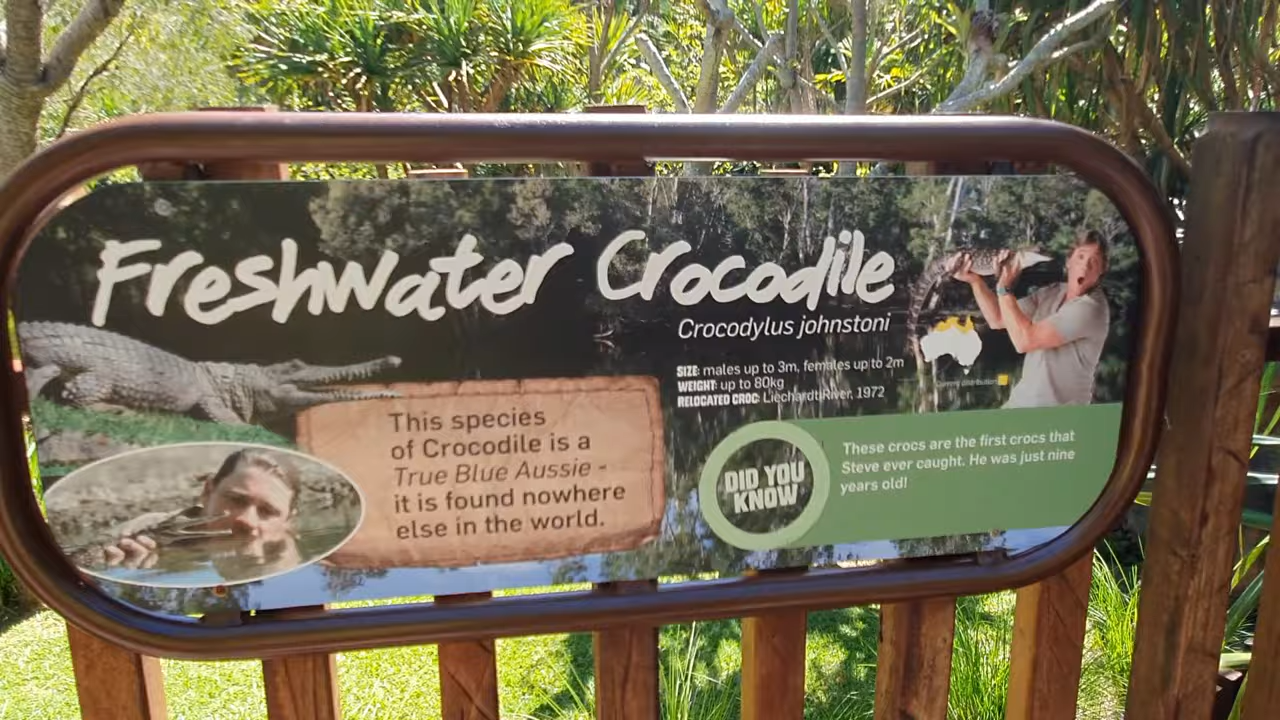 Freshwater Crocodile
Crocodylus johnstoni
SIZE: males up to 3m, females up to 2m
WEIGHT: up to 80kg
RELOCATED CROC: Liechardt River, 1972
Current distribution
This species
of Crocodile is a
True Blue Aussie -
it is found nowhere
else in the world.
DID YOU
KNOW
These crocs are the first crocs that
Steve ever caught. He was just nine
years old!